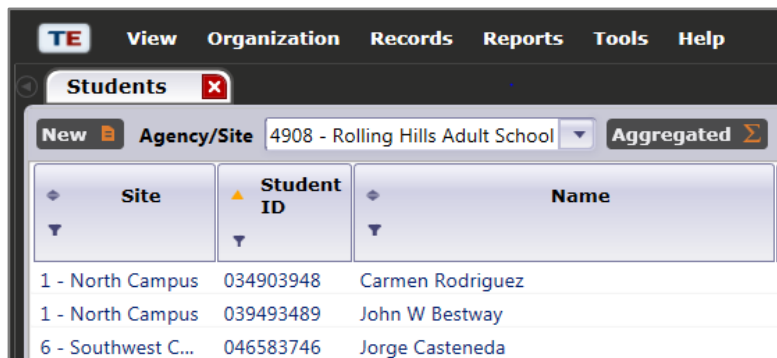 TE View Organization Records Reports Tools Help
Students
New Agency/Site 4908 - Rolling Hills Adult School Aggregated Σ
Site Student ID Name
1 - North Campus 034903948 Carmen Rodriguez
1 - North Campus 039493489 John W Bestway
6 - Southwest C... 046583746 Jorge Casteneda